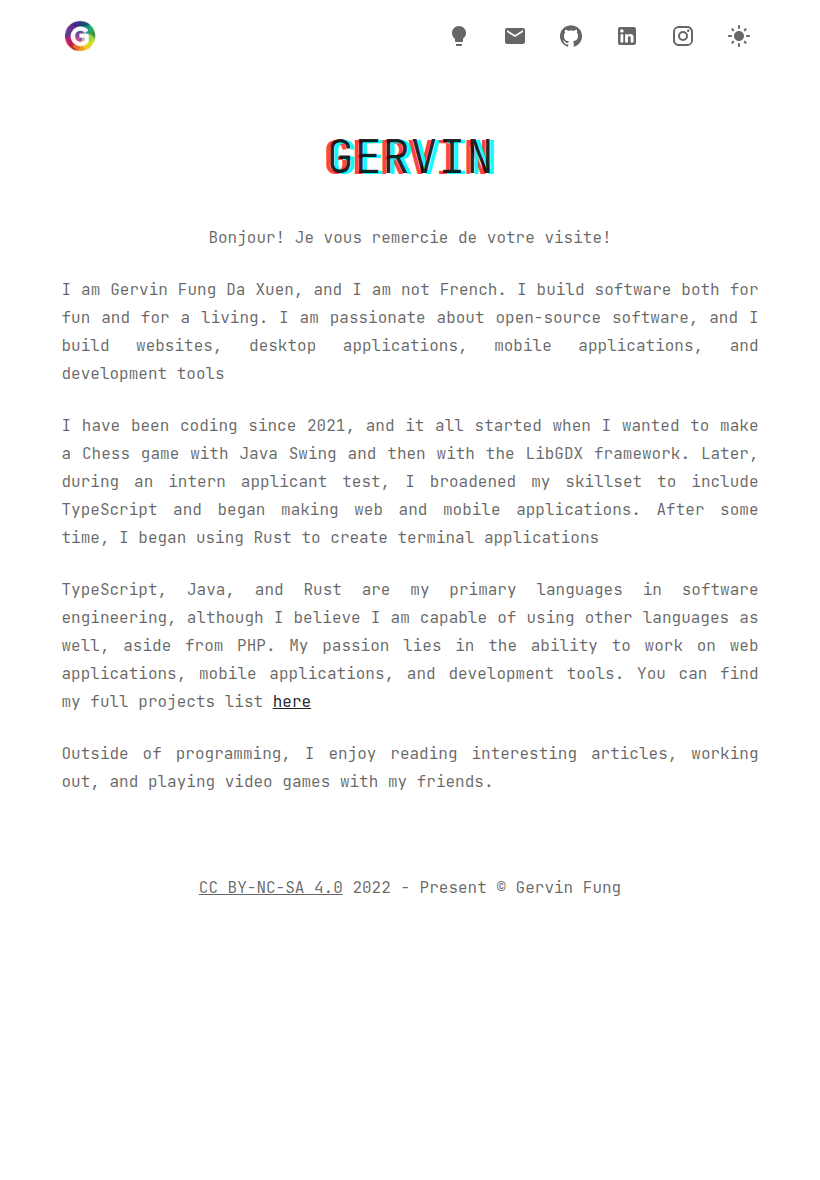 G
GERVIN
Bonjour! Je vous remercie de votre visite!
I am Gervin Fung Da Xuen, and I am not French. I build software both for
fun and for a living. I am passionate about open-source software, and I
build websites, desktop applications, mobile applications, and
development tools
I have been coding since 2021, and it all started when I wanted to make
a Chess game with Java Swing and then with the LibGDX framework. Later,
during an intern applicant test, I broadened my skillset to include
TypeScript and began making web and mobile applications. After some
time, I began using Rust to create terminal applications
TypeScript, Java, and Rust are my primary languages in software
engineering, although I believe I am capable of using other languages as
well, aside from PHP. My passion lies in the ability to work on web
applications, mobile applications, and development tools. You can find
my full projects list here
Outside of programming, I enjoy reading interesting articles, working
out, and playing video games with my friends.
CC BY-NC-SA 4.0 2022 - Present © Gervin Fung